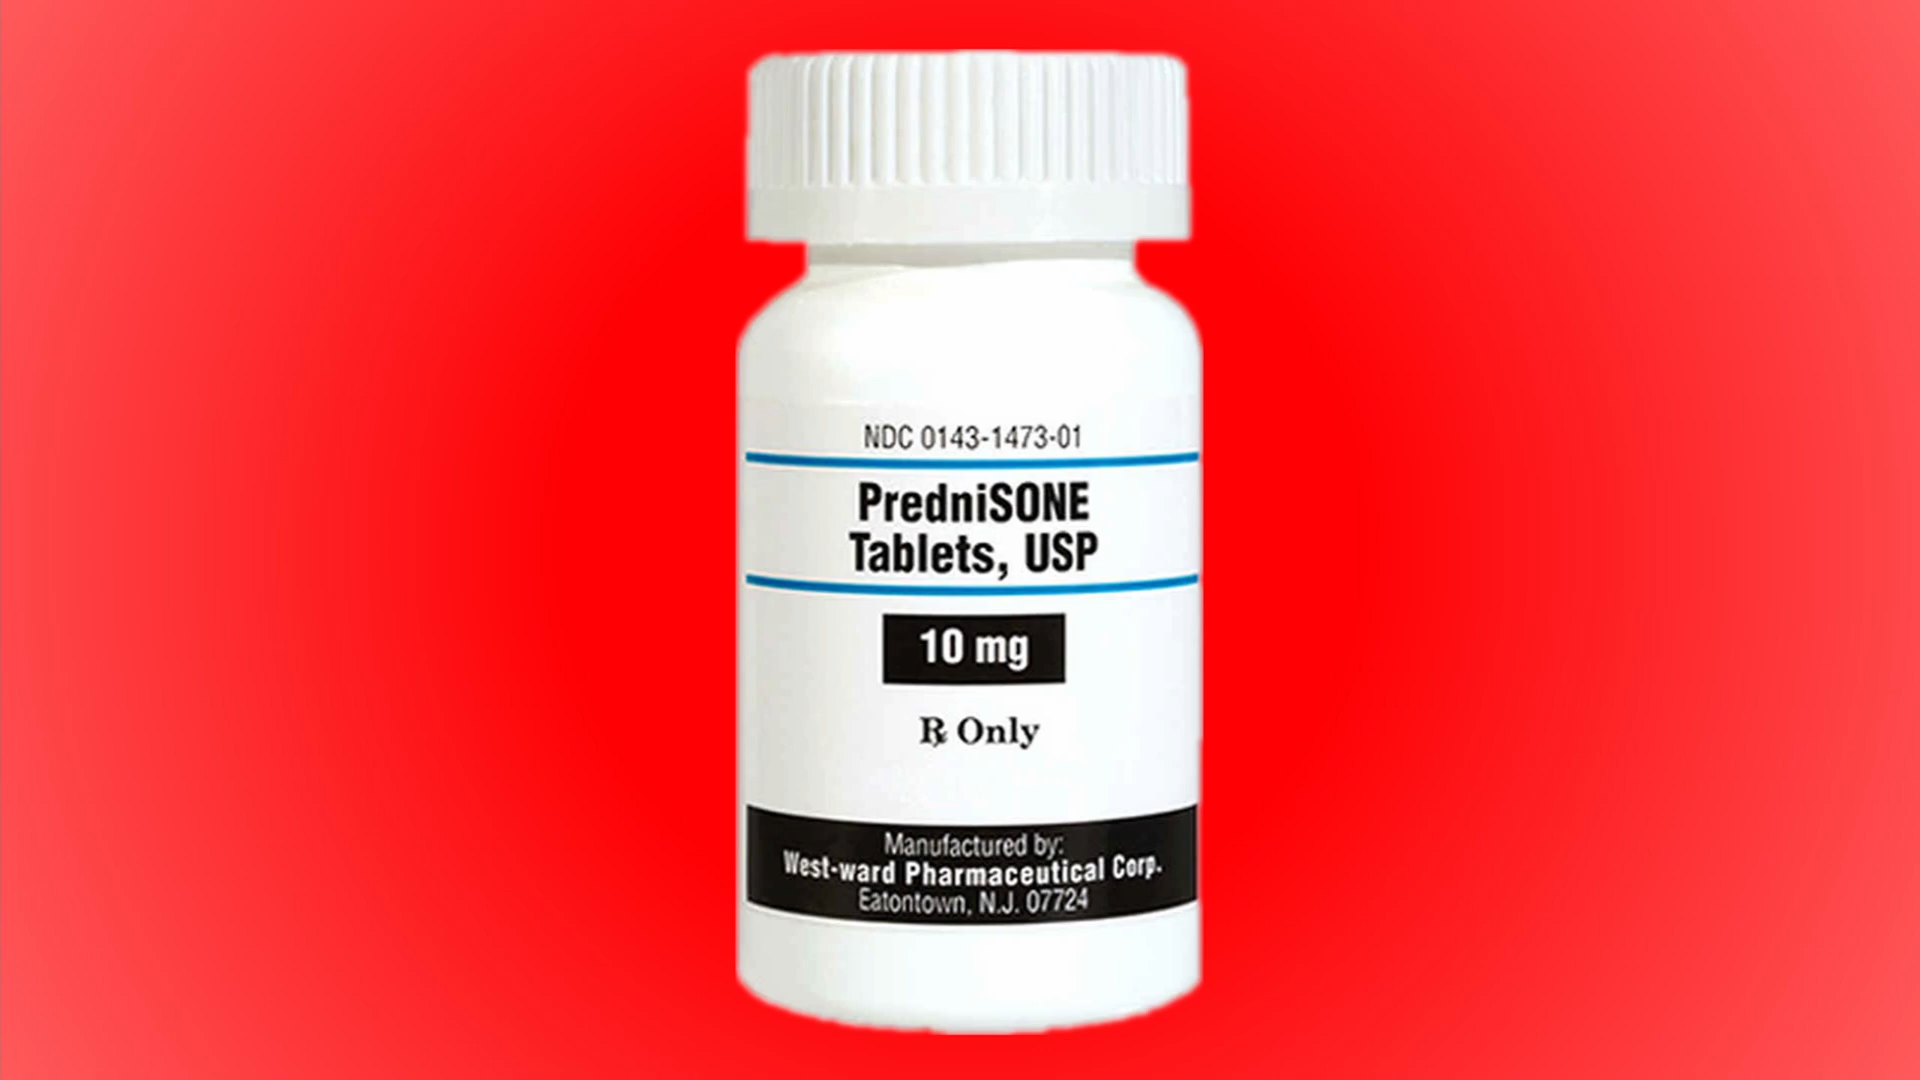 NDC 0143-1473-01
PredniSONE
Tablets, USP
10 mg
℞ Only
Manufactured by:
West-ward Pharmaceutical Corp.
Eatontown, N.J. 07724